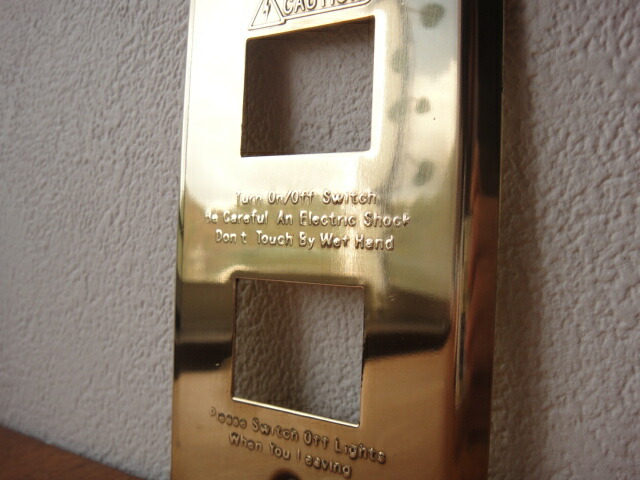 CAUTION
Turn On/Off Switch
Be Careful An Electric Shock
Don't Touch By Wet Hand
Please Switch Off Lights
When You Leaving